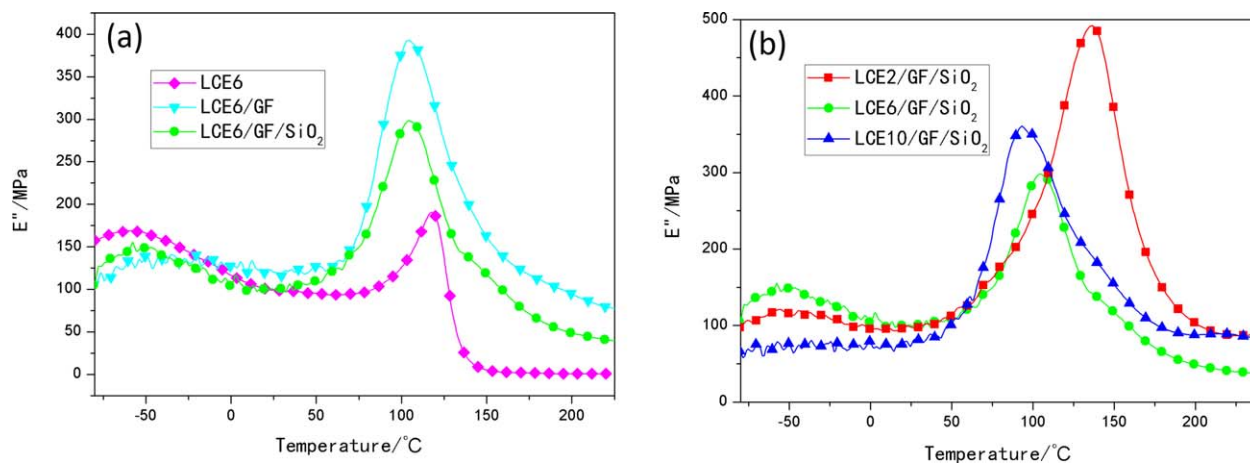 (a)
LCE6
LCE6/GF
LCE6/GF/SiO₂
E"/MPa
400
350
300
250
200
150
100
50
0
-50
0
50
100
150
200
Temperature/℃
(b)
LCE2/GF/SiO₂
LCE6/GF/SiO₂
LCE10/GF/SiO₂
E"/MPa
500
400
300
200
100
0
-50
0
50
100
150
200
Temperature/℃